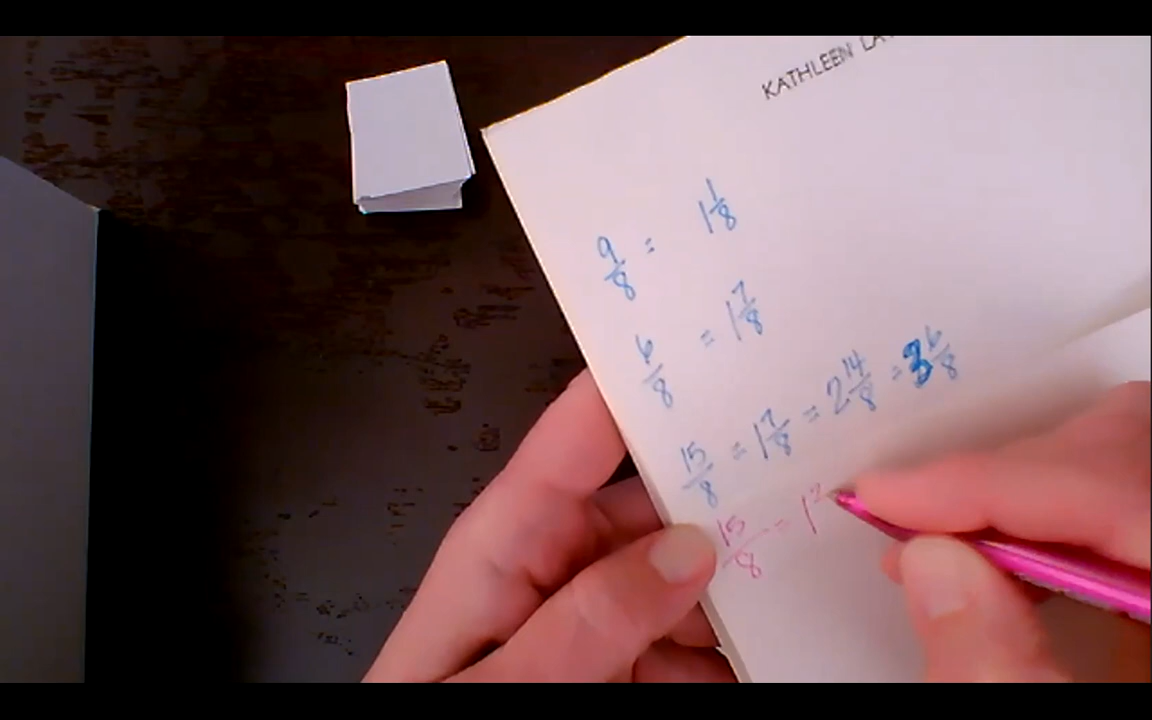 KATHLEEN
9/8 = 1 1/8
6/8 = 1 7/8
15/8 = 1 7/8 = 2 14/8 = 3 6/8
15/8 = 1